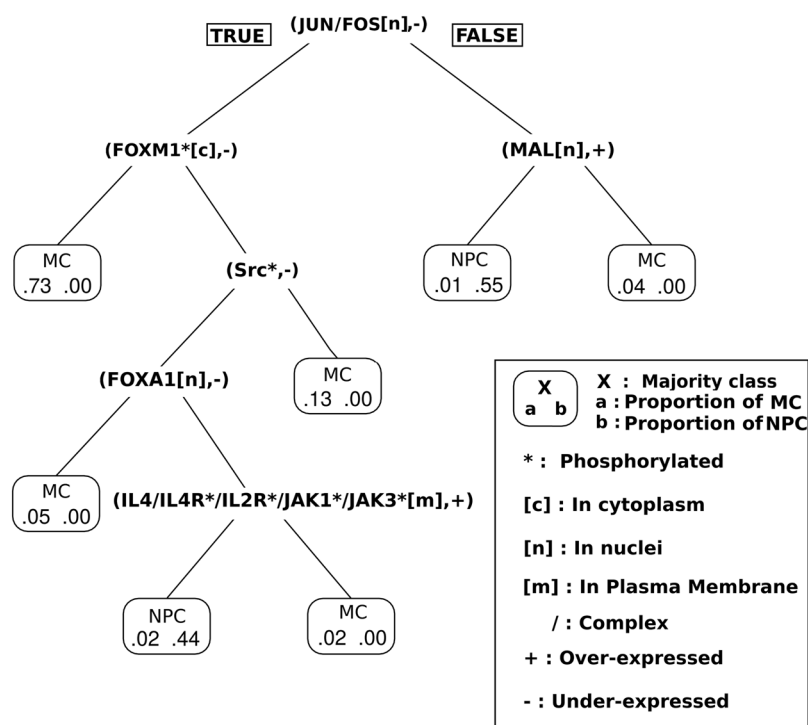 (JUN/FOS[n],-)
TRUE
FALSE
(FOXM1*[c],-)
(MAL[n],+)
MC
.73 .00
(Src*,-)
NPC
.01 .55
MC
.04 .00
(FOXA1[n],-)
MC
.13 .00
MC
.05 .00
(IL4/IL4R*/IL2R*/JAK1*/JAK3*[m],+)
NPC
.02 .44
MC
.02 .00
X
a b
X : Majority class
a : Proportion of MC
b : Proportion of NPC
* : Phosphorylated
[c] : In cytoplasm
[n] : In nuclei
[m] : In Plasma Membrane
/ : Complex
+ : Over-expressed
- : Under-expressed